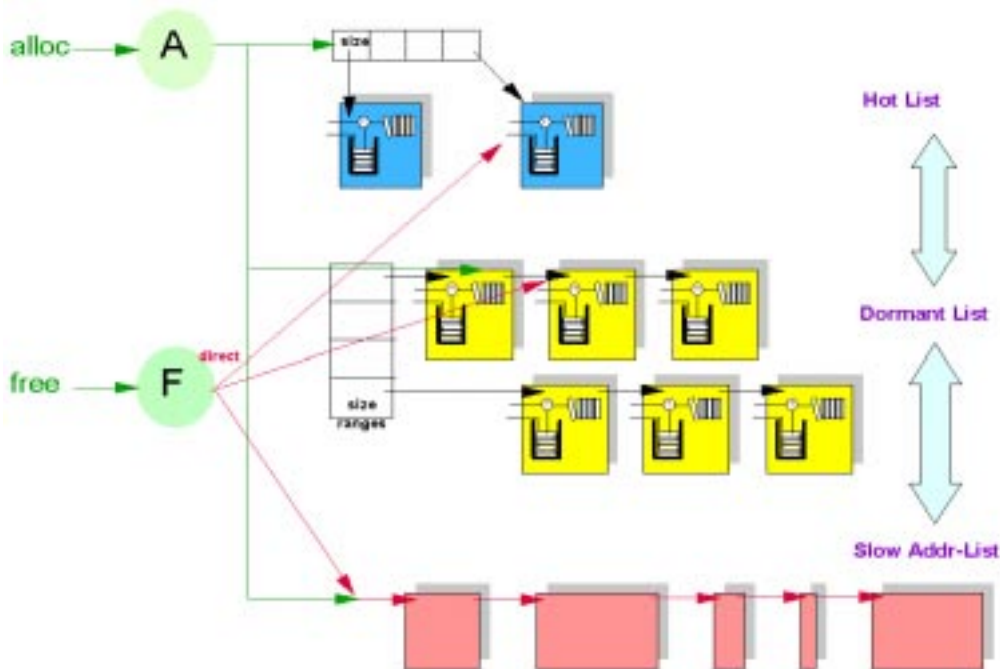 alloc
A
size
Hot List
Dormant List
direct
free
F
size
ranges
Slow Addr-List